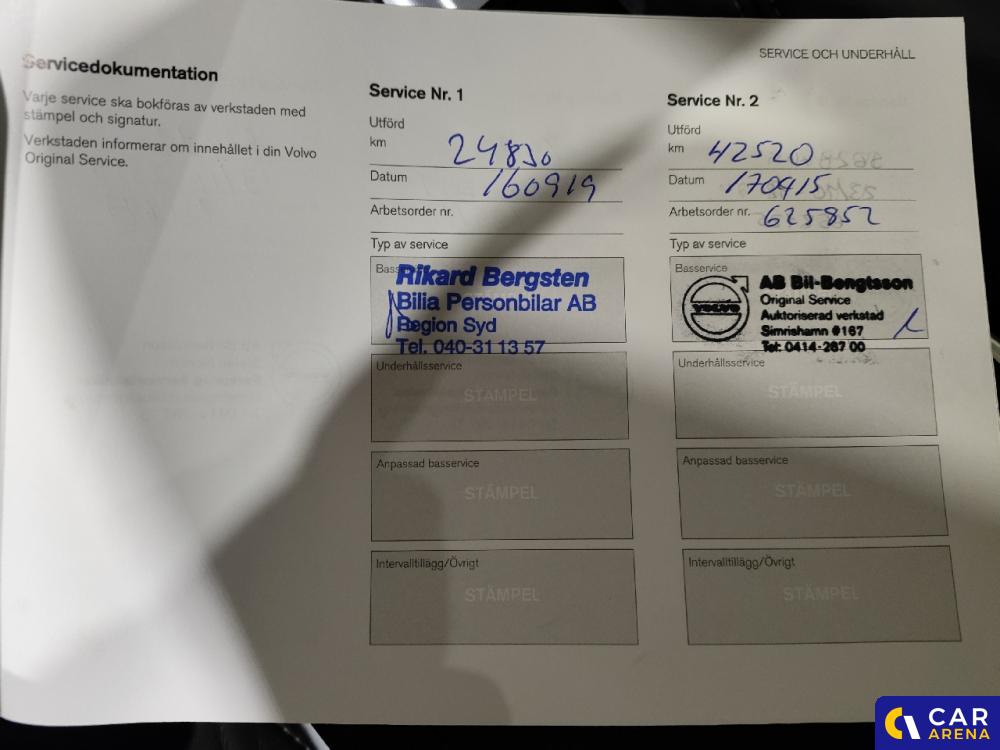 SERVICE OCH UNDERHÅLL
Servicedokumentation
Varje service ska bokföras av verkstaden med
stämpel och signatur.
Verkstaden informerar om innehållet i din Volvo
Original Service.
Service Nr. 1
Utförd
km 24830
Datum 160919
Arbetsorder nr.
Typ av service
Bass
Rikard Bergsten
Bilia Personbilar AB
Region Syd
Tel. 040-31 13 57
Underhållsservice
STÄMPEL
Anpassad basservice
STÄMPEL
Intervalltillägg/Övrigt
STÄMPEL
Service Nr. 2
Utförd
km 42520
Datum 170415
Arbetsorder nr. 625852
Typ av service
Basservice
VOLVO
AB Bil-Bengtsson
Original Service
Auktoriserad verkstad
Simrishamn #167
Tel: 0414-287 00
Underhållsservice
STÄMPEL
Anpassad basservice
STÄMPEL
Intervalltillägg/Övrigt
STÄMPEL
CAR
ARENA